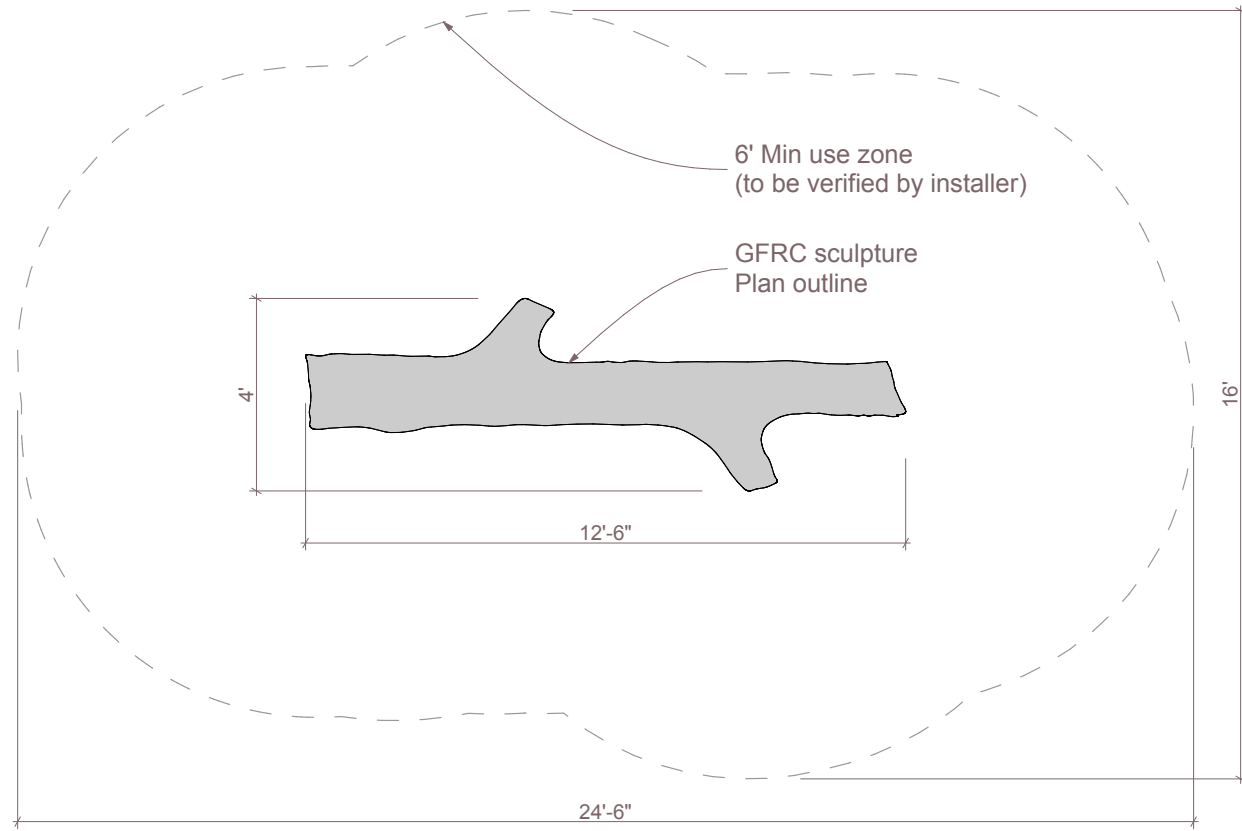 6' Min use zone
(to be verified by installer)
GFRC sculpture
Plan outline
4'
16'
12'-6"
24'-6"